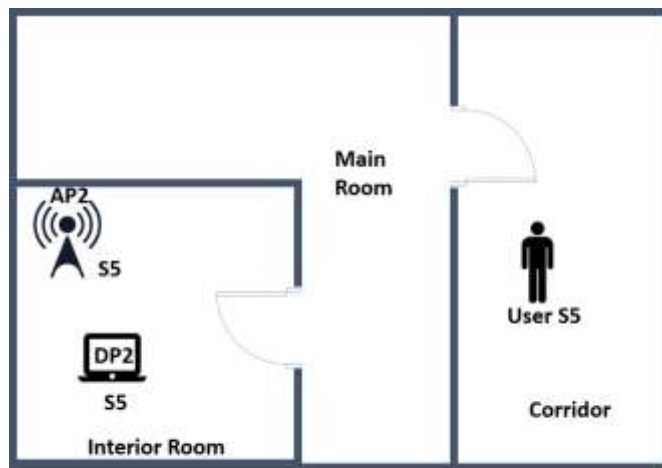 Main
Room
AP2
S5
User S5
DP2
S5
Corridor
Interior Room